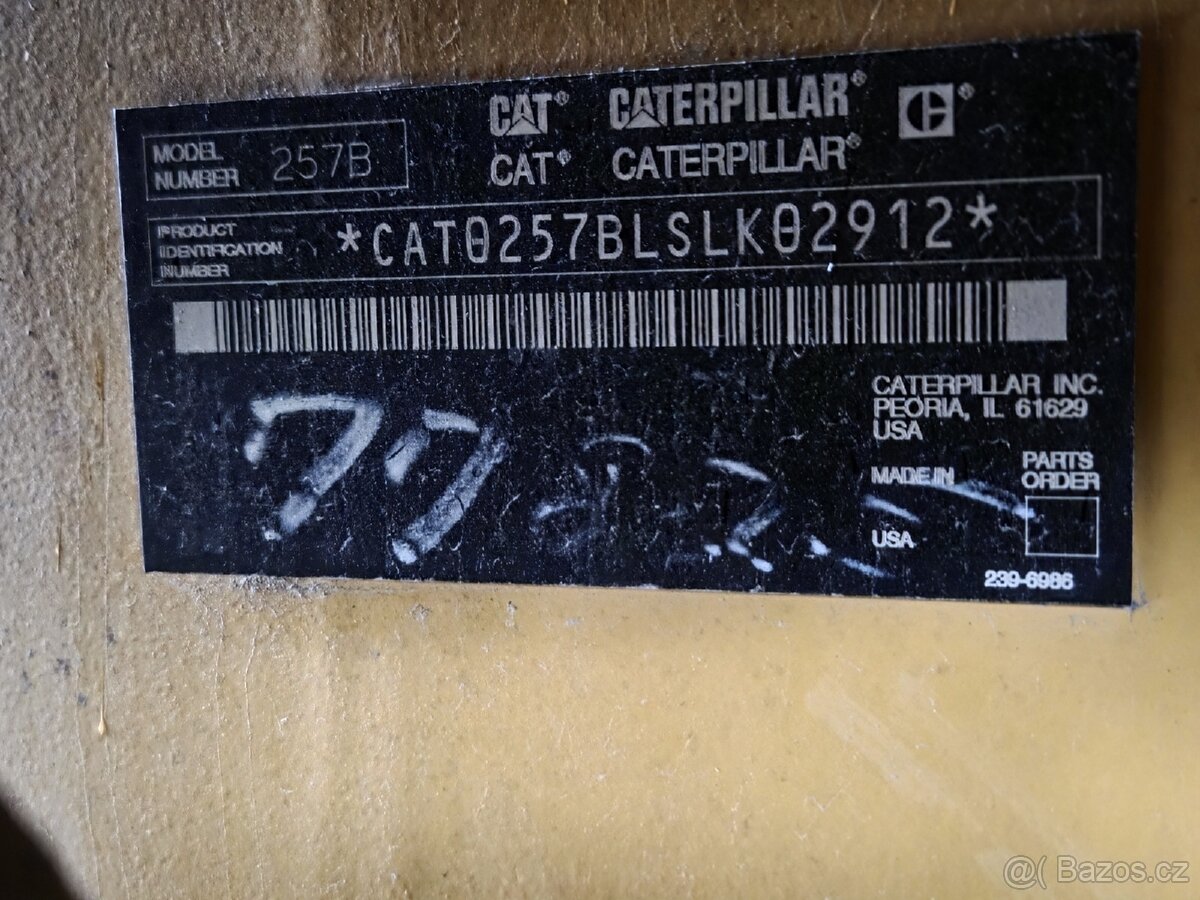 CAT® CATERPILLAR® C®
CAT® CATERPILLAR®
MODEL
NUMBER 257B
PRODUCT
IDENTIFICATION
NUMBER
*CAT0257BLSLK02912*
CATERPILLAR INC.
PEORIA, IL 61629
USA
MADE IN
USA
PARTS
ORDER
239-6986
@( Bazos.cz